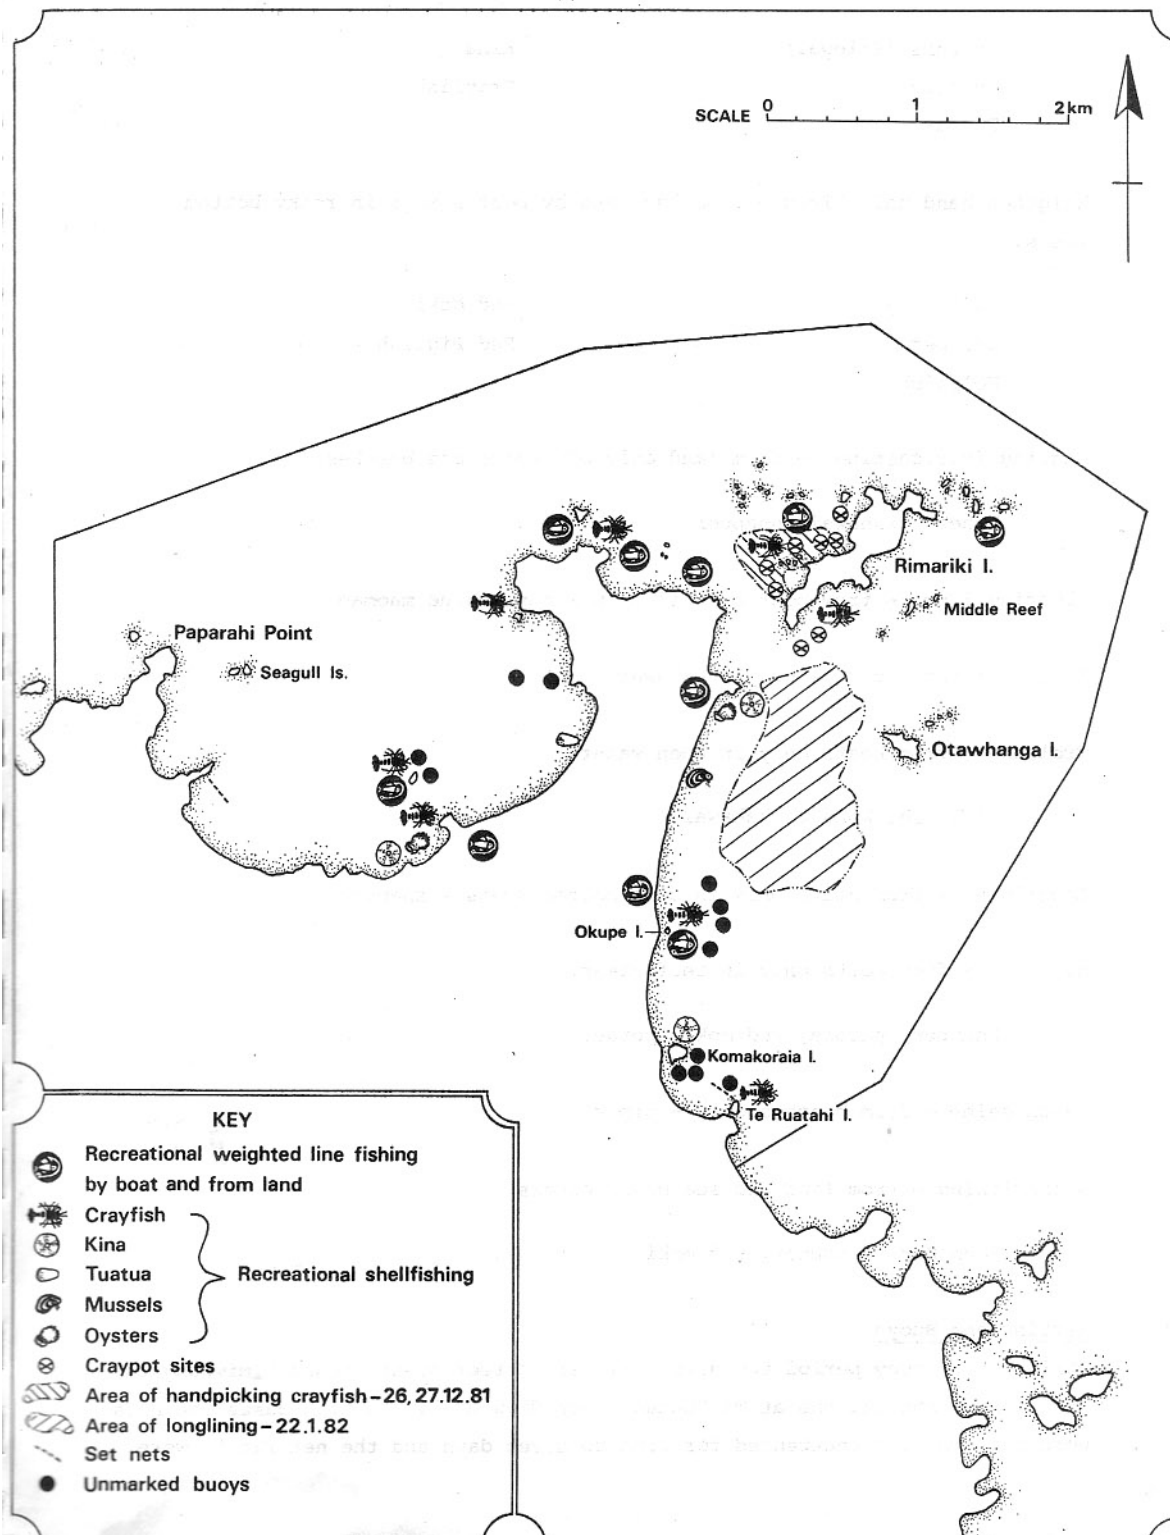 SCALE 0 1 2km
Rimariki I.
Middle Reef
Paparahi Point
Seagull Is.
Otawhanga I.
Okupe I.
Komakoraia I.
Te Ruatahi I.
KEY
Recreational weighted line fishing
by boat and from land
Crayfish
Kina
Tuatua
Recreational shellfishing
Mussels
Oysters
Craypot sites
Area of handpicking crayfish–26,27.12.81
Area of longlining–22.1.82
Set nets
Unmarked buoys